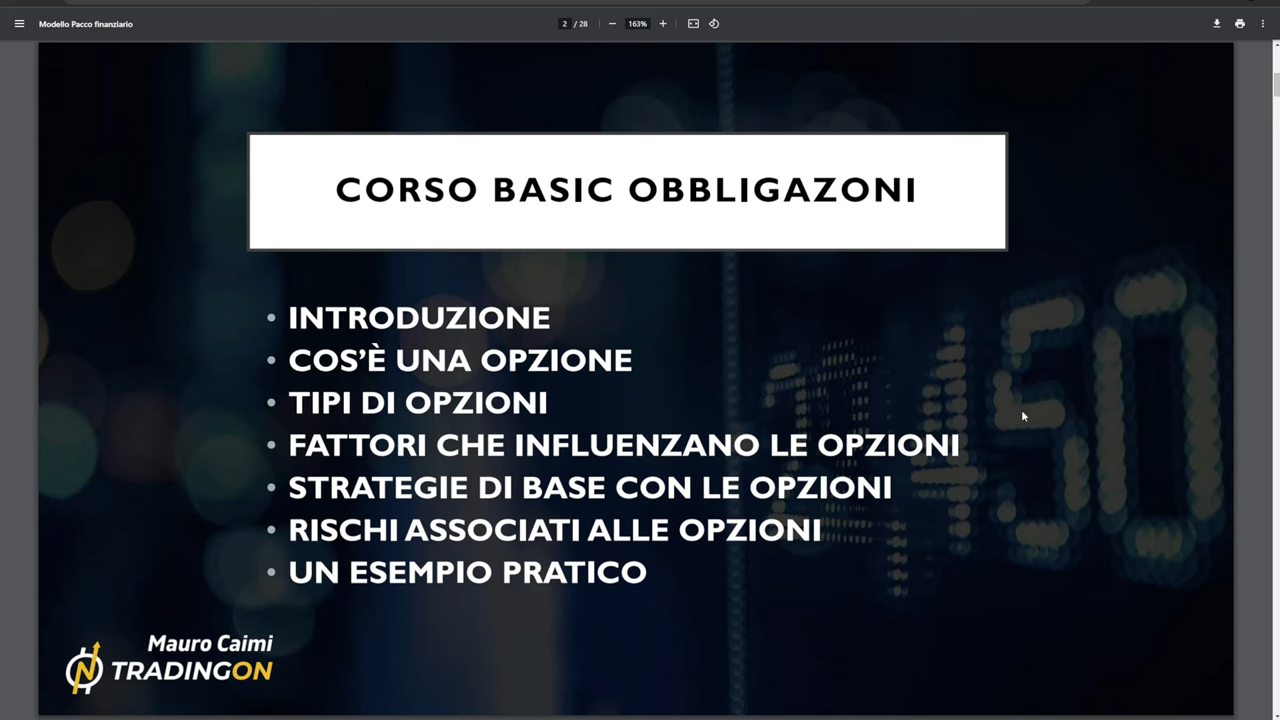 Modello Pacco finanziario
2 / 28
163%
CORSO BASIC OBBLIGAZONI
• INTRODUZIONE
• COS’È UNA OPZIONE
• TIPI DI OPZIONI
• FATTORI CHE INFLUENZANO LE OPZIONI
• STRATEGIE DI BASE CON LE OPZIONI
• RISCHI ASSOCIATI ALLE OPZIONI
• UN ESEMPIO PRATICO
Mauro Caimi
TRADINGON